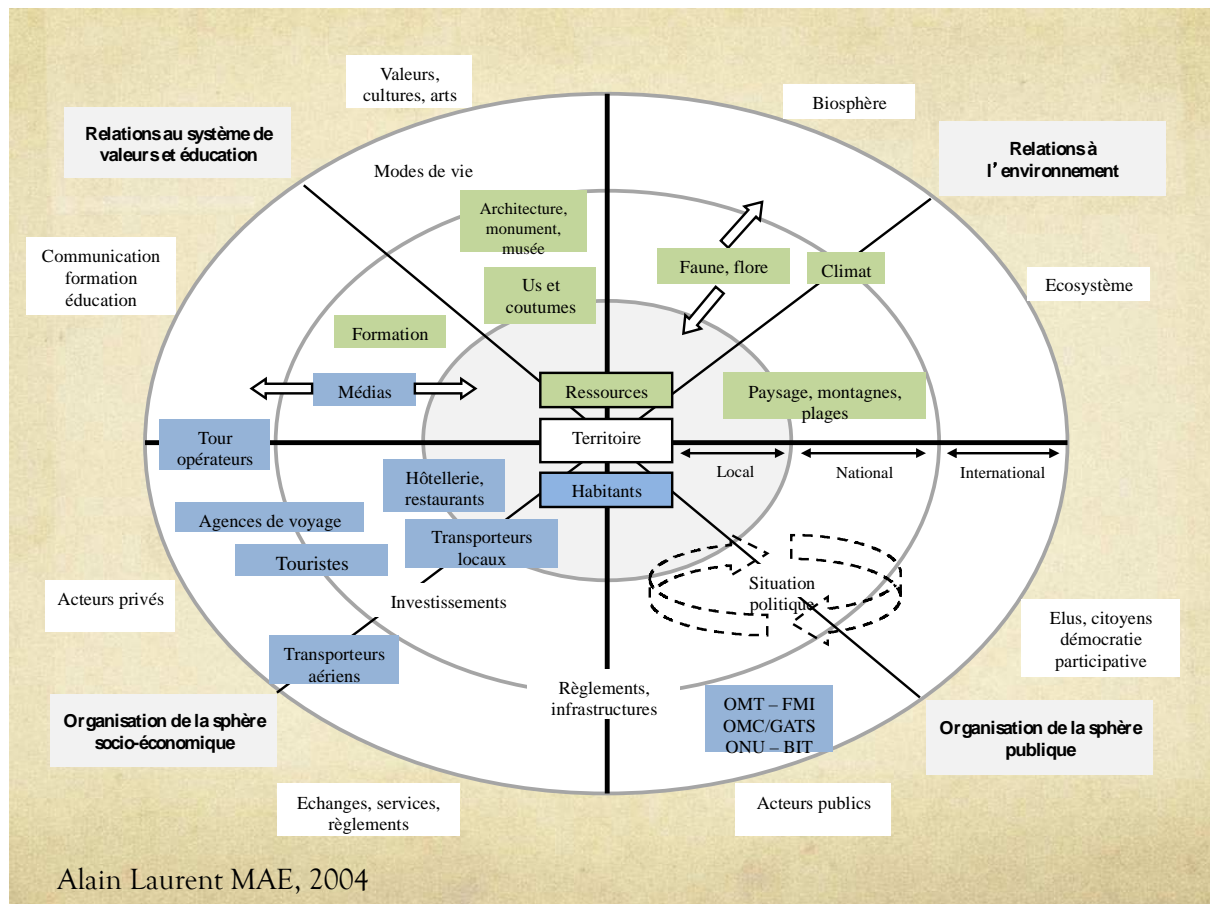 Valeurs,
cultures, arts
Biosphère
Relations au système de
valeurs et éducation
Relations à
l’environnement
Modes de vie
Architecture,
monument,
musée
Communication
formation
éducation
Faune, flore
Climat
Ecosystème
Us et
coutumes
Formation
Médias
Ressources
Paysage, montagnes,
plages
Tour
opérateurs
Territoire
Local
National
International
Hôtellerie,
restaurants
Habitants
Agences de voyage
Transporteurs
locaux
Touristes
Situation
politique
Acteurs privés
Investissements
Elus, citoyens
démocratie
participative
Transporteurs
aériens
Règlements,
infrastructures
OMT – FMI
OMC/GATS
ONU – BIT
Organisation de la sphère
socio-économique
Organisation de la sphère
publique
Echanges, services,
règlements
Acteurs publics
Alain Laurent MAE, 2004